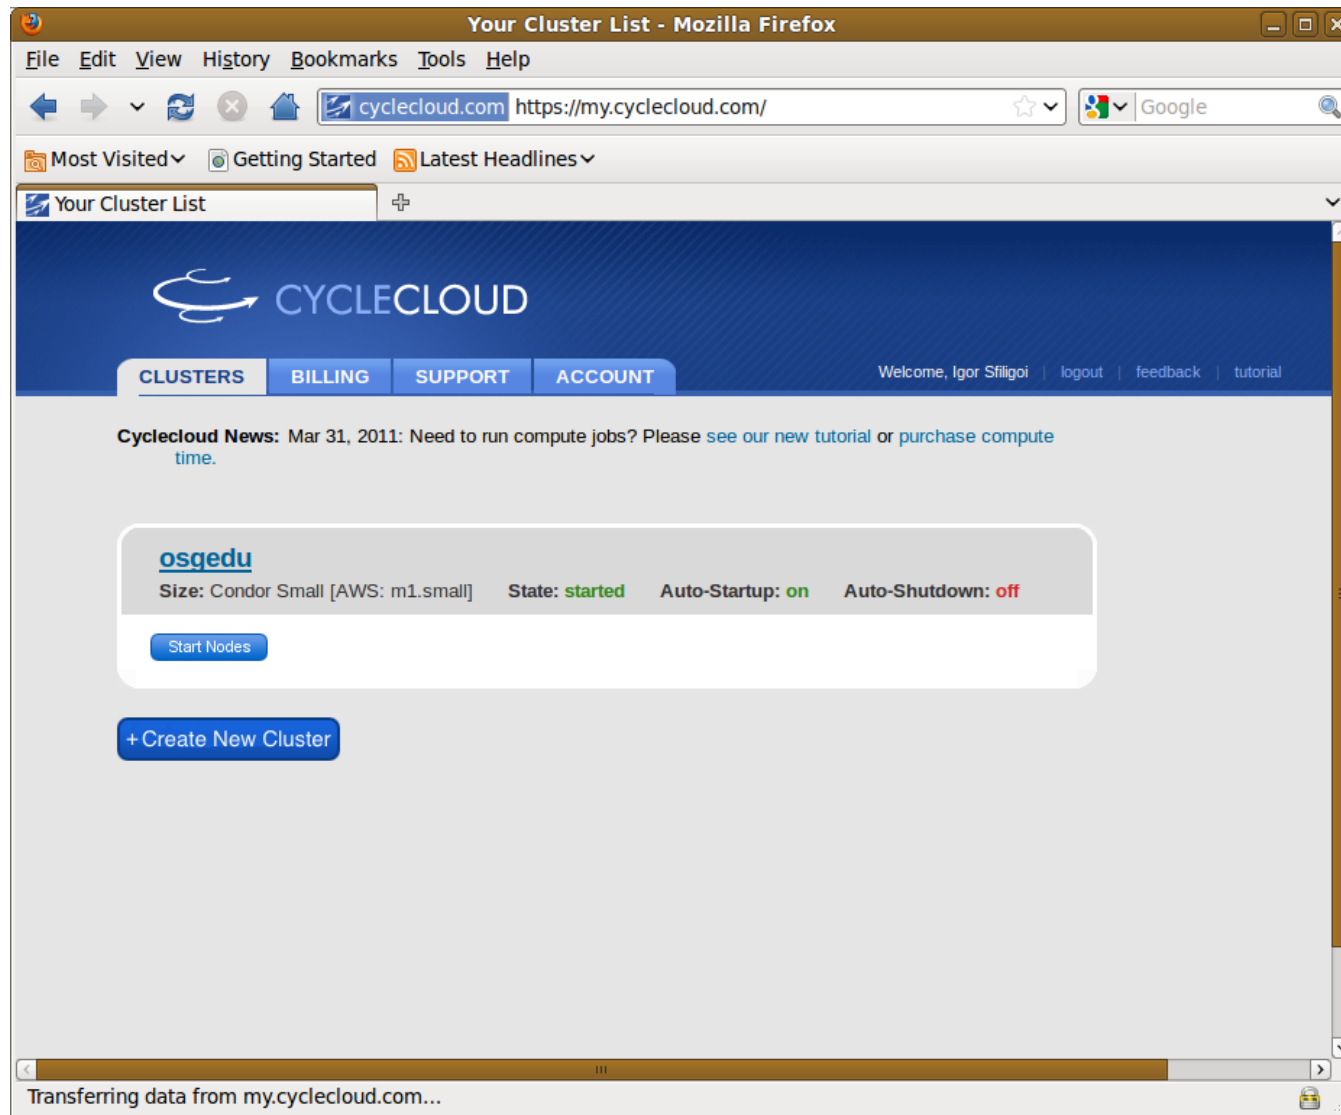 Your Cluster List - Mozilla Firefox
File Edit View History Bookmarks Tools Help
cyclecloud.com https://my.cyclecloud.com/ Google
Most Visited Getting Started Latest Headlines
Your Cluster List
CYCLECLOUD
CLUSTERS BILLING SUPPORT ACCOUNT Welcome, Igor Sfiligoi | logout | feedback | tutorial
Cyclecloud News: Mar 31, 2011: Need to run compute jobs? Please see our new tutorial or purchase compute
time.
osgedu
Size: Condor Small [AWS: m1.small] State: started Auto-Startup: on Auto-Shutdown: off
Start Nodes
+ Create New Cluster
Transferring data from my.cyclecloud.com...